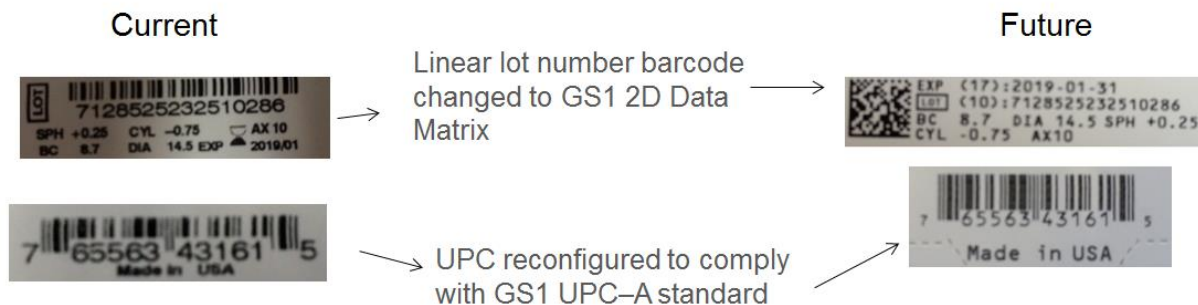 Current
Future
LOT
7128525232510286
SPH +0.25 CYL -0.75 AX 10
BC 8.7 DIA 14.5 EXP 2019/01
Linear lot number barcode
changed to GS1 2D Data
Matrix
EXP (17):2019-01-31
LOT (10):7128525232510286
BC 8.7 DIA 14.5 SPH +0.25
CYL -0.75 AX10
7 65563 43161 5
Made in USA
UPC reconfigured to comply
with GS1 UPC–A standard
7 65563 43161 5
Made in USA